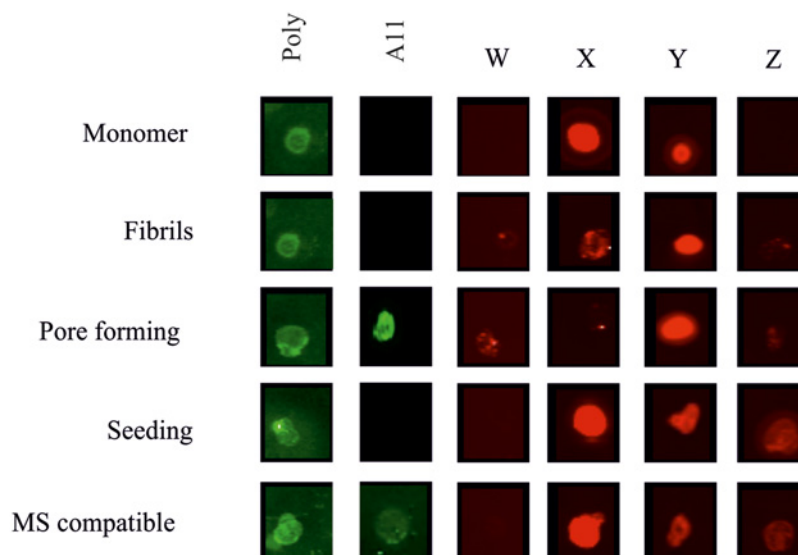 Poly A11 W X Y Z
Monomer
Fibrils
Pore forming
Seeding
MS compatible